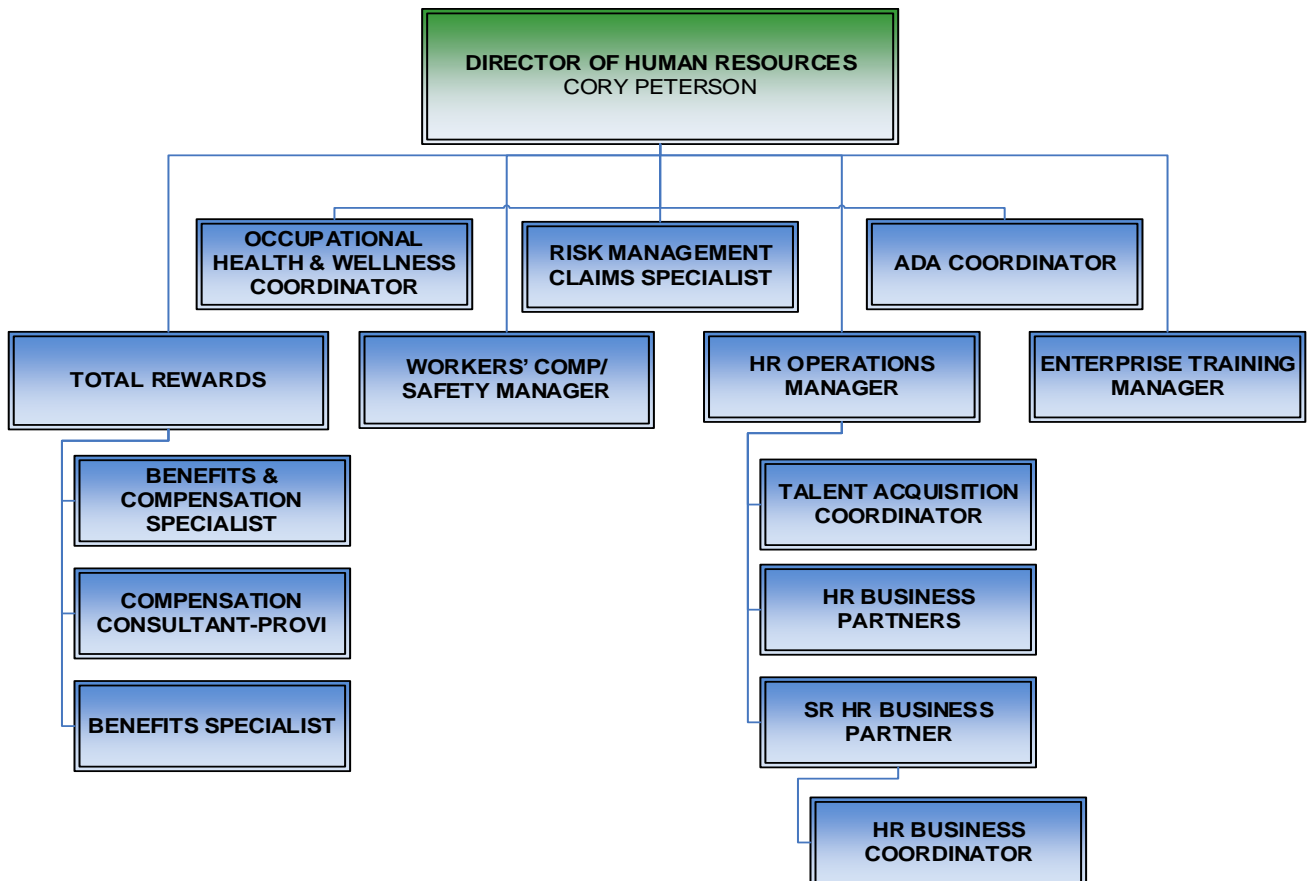 DIRECTOR OF HUMAN RESOURCES
CORY PETERSON
OCCUPATIONAL
HEALTH & WELLNESS
COORDINATOR
RISK MANAGEMENT
CLAIMS SPECIALIST
ADA COORDINATOR
TOTAL REWARDS
WORKERS’ COMP/
SAFETY MANAGER
HR OPERATIONS
MANAGER
ENTERPRISE TRAINING
MANAGER
BENEFITS &
COMPENSATION
SPECIALIST
COMPENSATION
CONSULTANT-PROVI
BENEFITS SPECIALIST
TALENT ACQUISITION
COORDINATOR
HR BUSINESS
PARTNERS
SR HR BUSINESS
PARTNER
HR BUSINESS
COORDINATOR